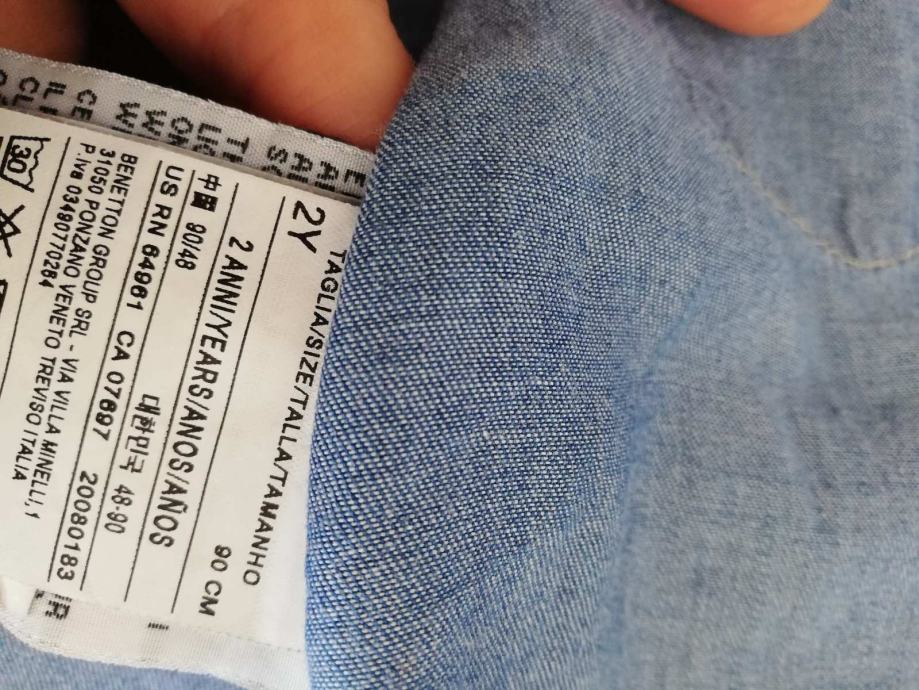 TAGLIA/SIZE/TALLA/TAMANHO
2Y 90 CM
2 ANNI/YEARS/ANOS/AÑOS
中国 90/48 대한민국 48-90
US RN 64961 CA 07697 20080183
BENETTON GROUP SRL - VIA VILLA MINELLI, 1
31050 PONZANO VENETO TREVISO ITALIA
P.Iva 03490770264
30